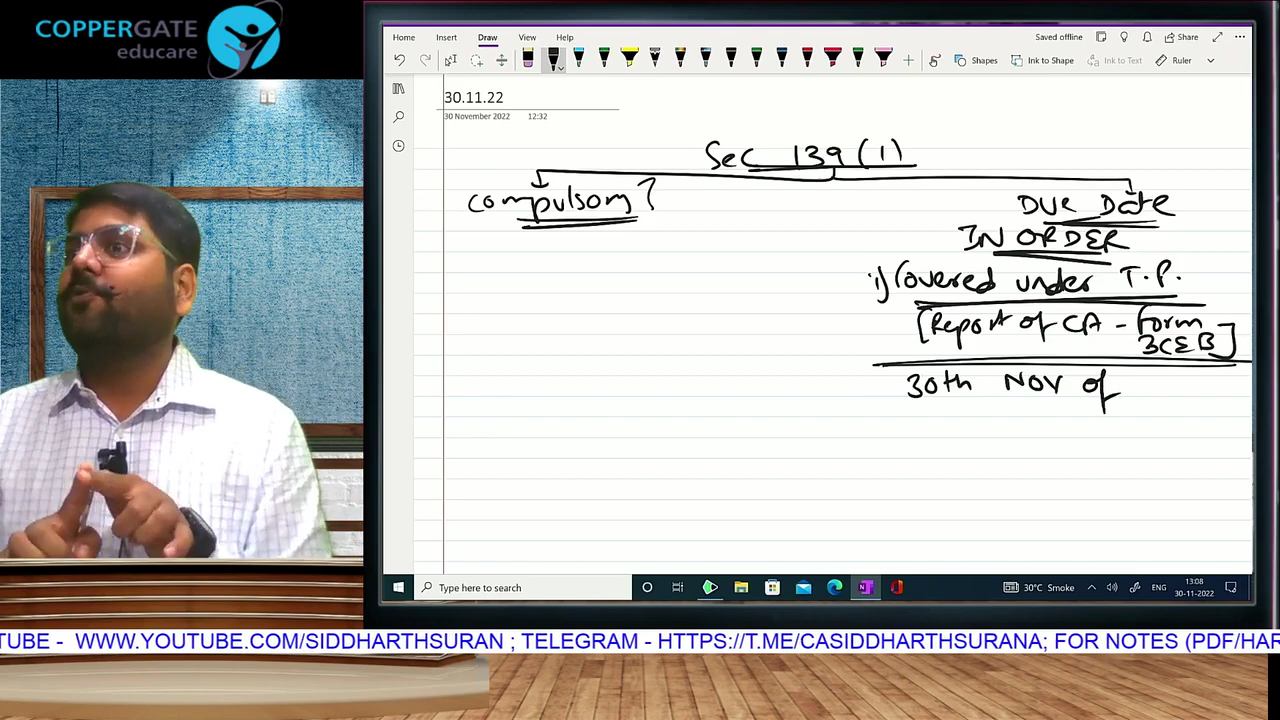 COPPERGATE
educare
Home Insert Draw View Help
Saved offline
Share
Shapes
Ink to Shape
Ink to Text
Ruler
30.11.22
30 November 2022 12:32
Sec 139(1)
compulsory?
Due Date
IN ORDER
i) Covered under T.P.
[Report of CA - Form
3CEB]
30th NOV of
Type here to search
30°C Smoke
ENG
13:08
30-11-2022
TUBE - WWW.YOUTUBE.COM/SIDDHARTHSURAN ; TELEGRAM - HTTPS://T.ME/CASIDDHARTHSURANA; FOR NOTES (PDF/HAR